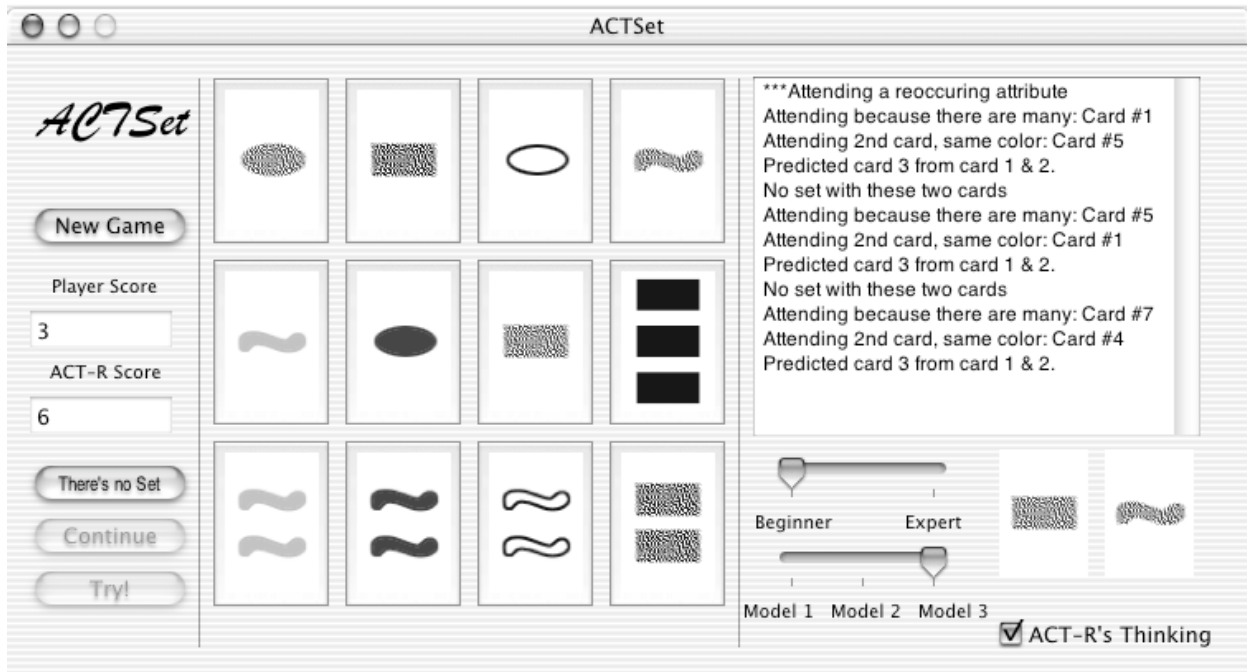 ACTSet
ACTSet
New Game
Player Score
3
ACT-R Score
6
There's no Set
Continue
Try!
***Attending a reoccuring attribute
Attending because there are many: Card #1
Attending 2nd card, same color: Card #5
Predicted card 3 from card 1 & 2.
No set with these two cards
Attending because there are many: Card #5
Attending 2nd card, same color: Card #1
Predicted card 3 from card 1 & 2.
No set with these two cards
Attending because there are many: Card #7
Attending 2nd card, same color: Card #4
Predicted card 3 from card 1 & 2.
Beginner Expert
Model 1 Model 2 Model 3
ACT-R's Thinking